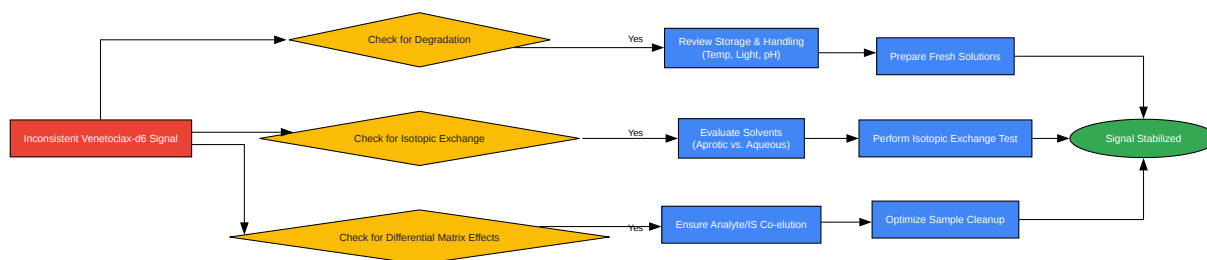 Check for Degradation
Yes
Review Storage & Handling
(Temp, Light, pH)
Prepare Fresh Solutions
Inconsistent Venetoclax-d6 Signal
Check for Isotopic Exchange
Yes
Evaluate Solvents
(Aprotic vs. Aqueous)
Perform Isotopic Exchange Test
Signal Stabilized
Check for Differential Matrix Effects
Yes
Ensure Analyte/IS Co-elution
Optimize Sample Cleanup